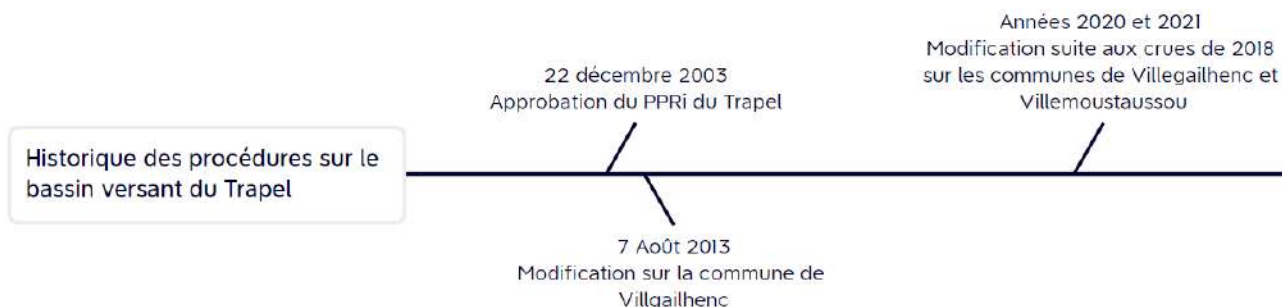 Historique des procédures sur le
bassin versant du Trapel
22 décembre 2003
Approbation du PPRi du Trapel
7 Août 2013
Modification sur la commune de
Villgailhenc
Années 2020 et 2021
Modification suite aux crues de 2018
sur les communes de Villegailhenc et
Villemoustaussou